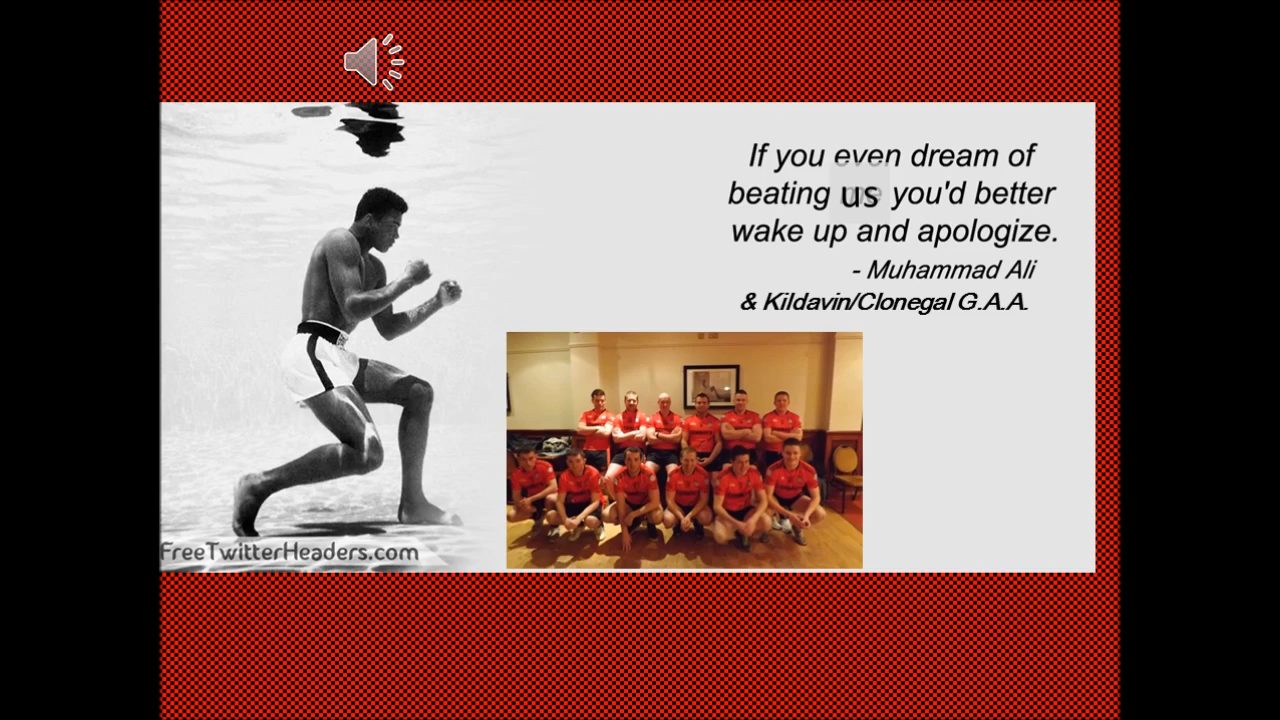 If you even dream of
beating us you'd better
wake up and apologize.
- Muhammad Ali
& Kildavin/Clonegal G.A.A.
FreeTwitterHeaders.com